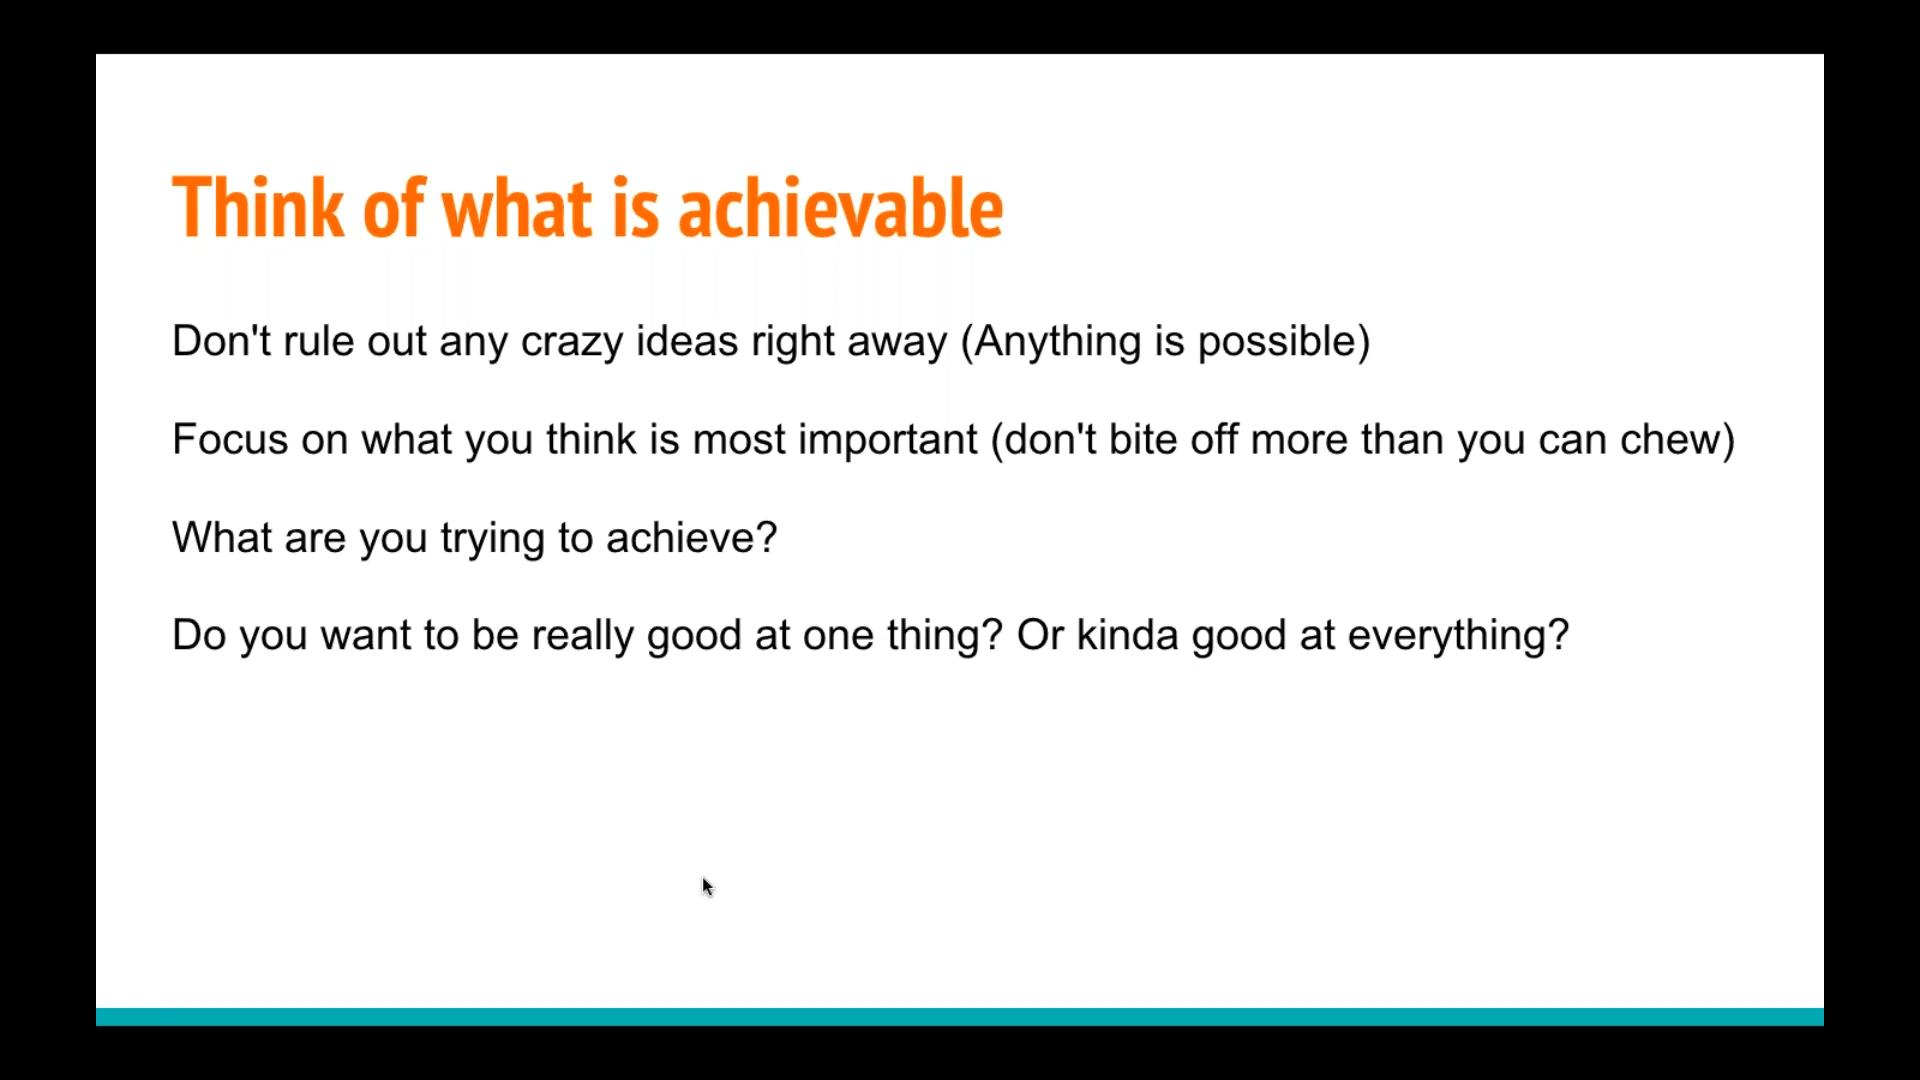 Think of what is achievable
Don't rule out any crazy ideas right away (Anything is possible)
Focus on what you think is most important (don't bite off more than you can chew)
What are you trying to achieve?
Do you want to be really good at one thing? Or kinda good at everything?